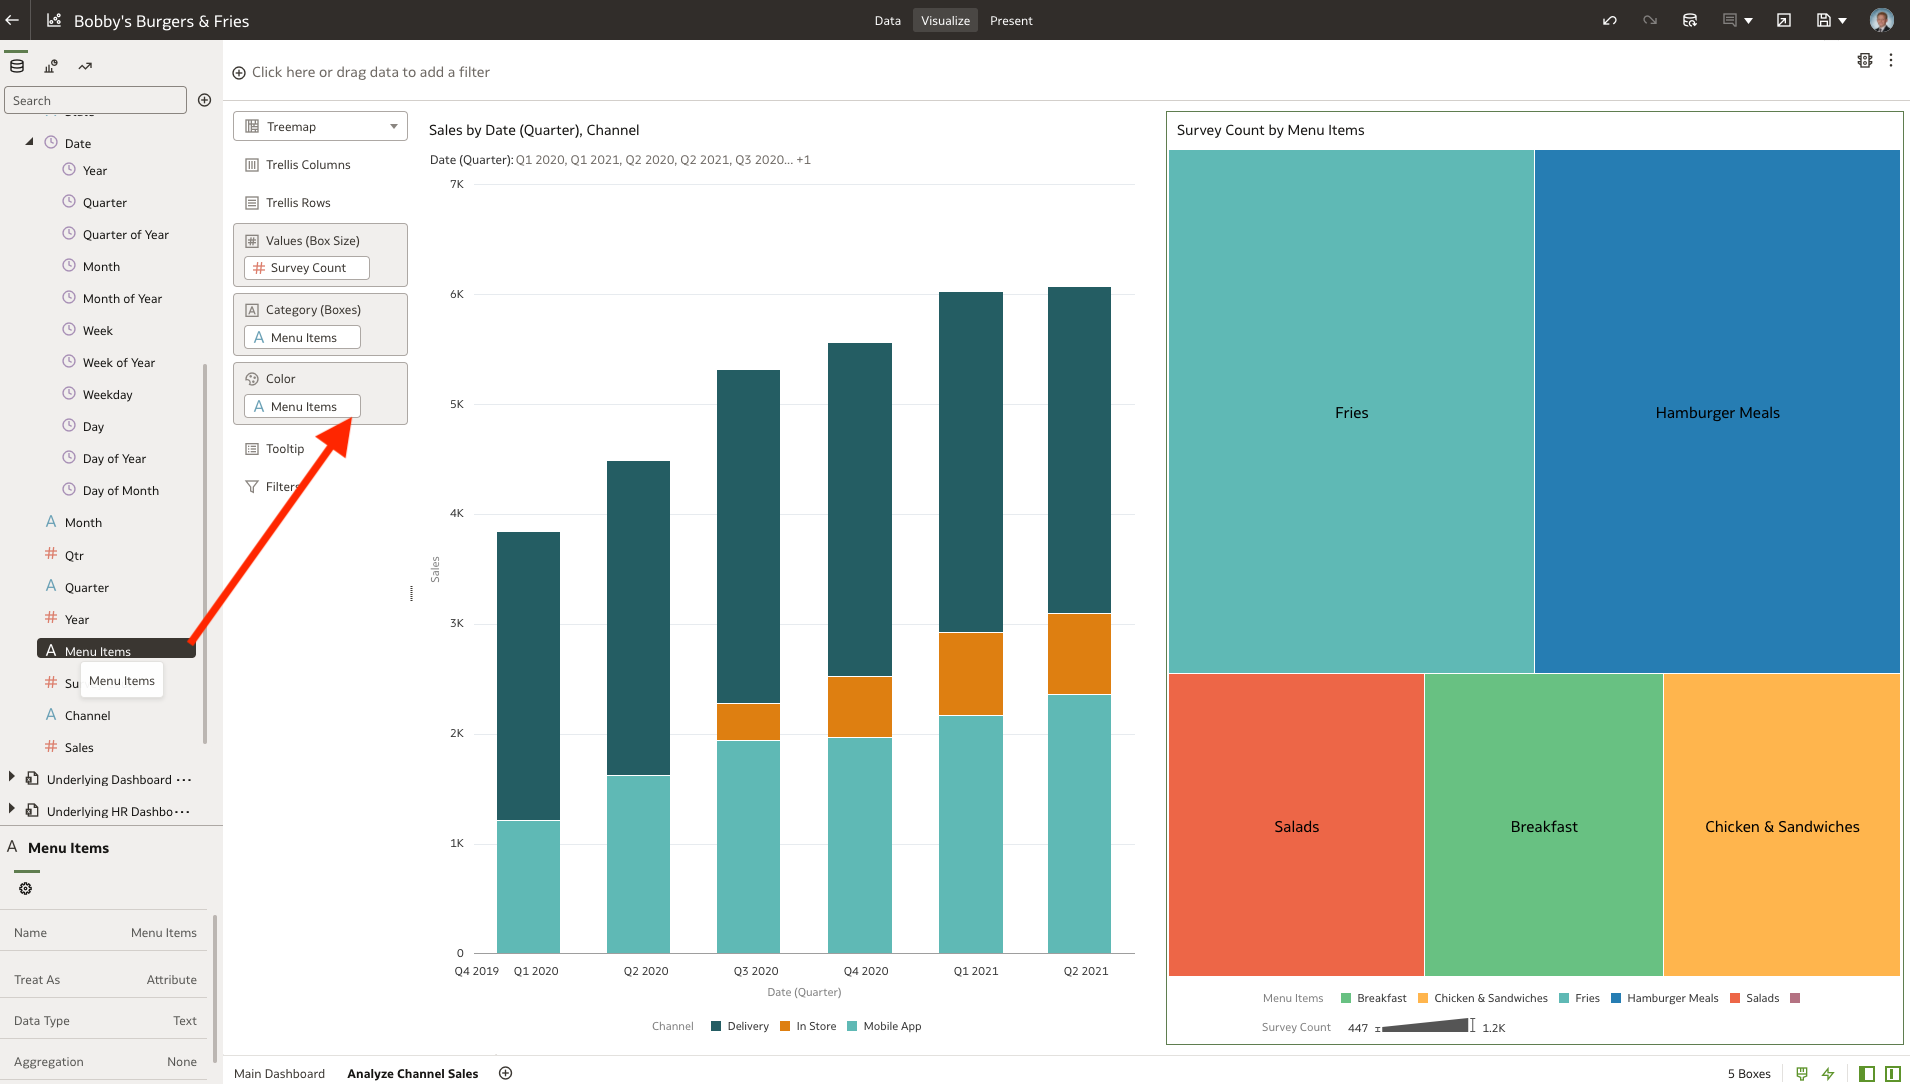 Bobby's Burgers & Fries
Data Visualize Present
Click here or drag data to add a filter
Search
Date
Year
Quarter
Quarter of Year
Month
Month of Year
Week
Week of Year
Weekday
Day
Day of Year
Day of Month
A Month
# Qtr
A Quarter
# Year
A Menu Items
# Su
Menu Items
A Channel
# Sales
Underlying Dashboard ...
Underlying HR Dashbo...
A Menu Items
Name Menu Items
Treat As Attribute
Data Type Text
Aggregation None
Treemap
Trellis Columns
Trellis Rows
Values (Box Size)
# Survey Count
Category (Boxes)
A Menu Items
Color
A Menu Items
Tooltip
Filters
Sales by Date (Quarter), Channel
Date (Quarter): Q1 2020, Q1 2021, Q2 2020, Q2 2021, Q3 2020... +1
7K
6K
5K
4K
3K
2K
1K
0
Sales
Q4 2019 Q1 2020 Q2 2020 Q3 2020 Q4 2020 Q1 2021 Q2 2021
Date (Quarter)
Channel Delivery In Store Mobile App
Survey Count by Menu Items
Fries
Hamburger Meals
Salads
Breakfast
Chicken & Sandwiches
Menu Items Breakfast Chicken & Sandwiches Fries Hamburger Meals Salads
Survey Count 447 1.2K
Main Dashboard Analyze Channel Sales
5 Boxes